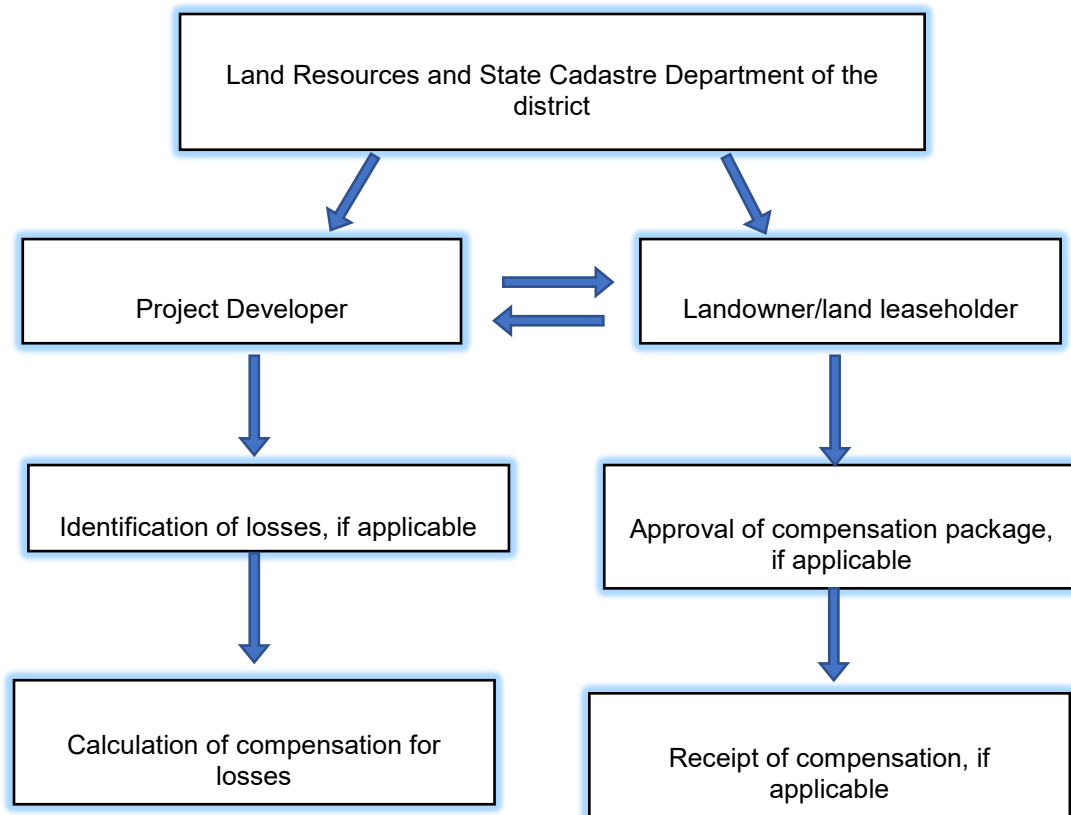 Land Resources and State Cadastre Department of the
district
Project Developer
Landowner/land leaseholder
Identification of losses, if applicable
Approval of compensation package,
if applicable
Calculation of compensation for
losses
Receipt of compensation, if
applicable